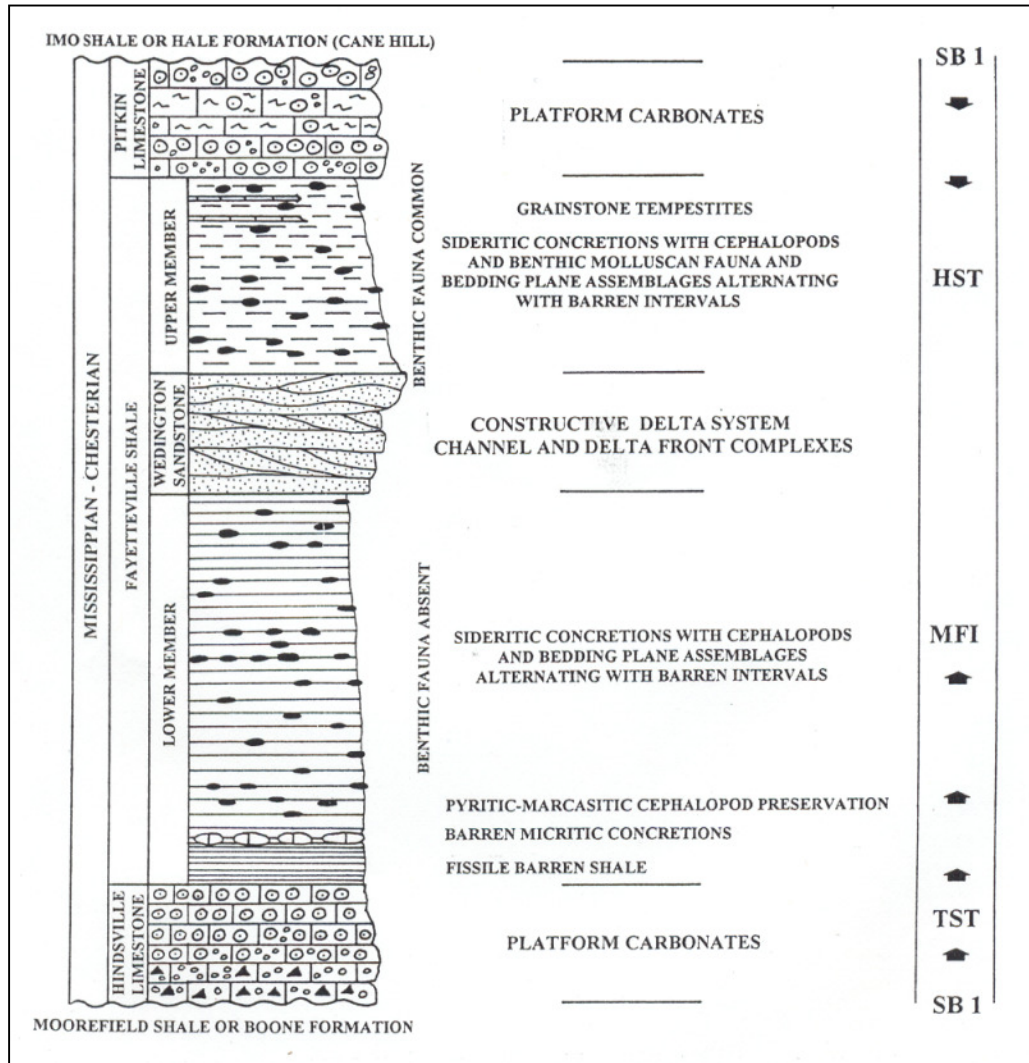 IMO SHALE OR HALE FORMATION (CANE HILL)
SB 1
PITKIN
LIMESTONE
PLATFORM CARBONATES
MISSISSIPPIAN - CHESTERIAN
FAYETTEVILLE SHALE
UPPER MEMBER
BENTHIC FAUNA COMMON
GRAINSTONE TEMPESTITES
SIDERITIC CONCRETIONS WITH CEPHALOPODS
AND BENTHIC MOLLUSCAN FAUNA AND
BEDDING PLANE ASSEMBLAGES ALTERNATING
WITH BARREN INTERVALS
HST
WEDINGTON
SANDSTONE
CONSTRUCTIVE DELTA SYSTEM
CHANNEL AND DELTA FRONT COMPLEXES
LOWER MEMBER
BENTHIC FAUNA ABSENT
SIDERITIC CONCRETIONS WITH CEPHALOPODS
AND BEDDING PLANE ASSEMBLAGES
ALTERNATING WITH BARREN INTERVALS
MFI
PYRITIC-MARCASITIC CEPHALOPOD PRESERVATION
BARREN MICRITIC CONCRETIONS
FISSILE BARREN SHALE
HINDSVILLE
LIMESTONE
PLATFORM CARBONATES
TST
SB 1
MOOREFIELD SHALE OR BOONE FORMATION